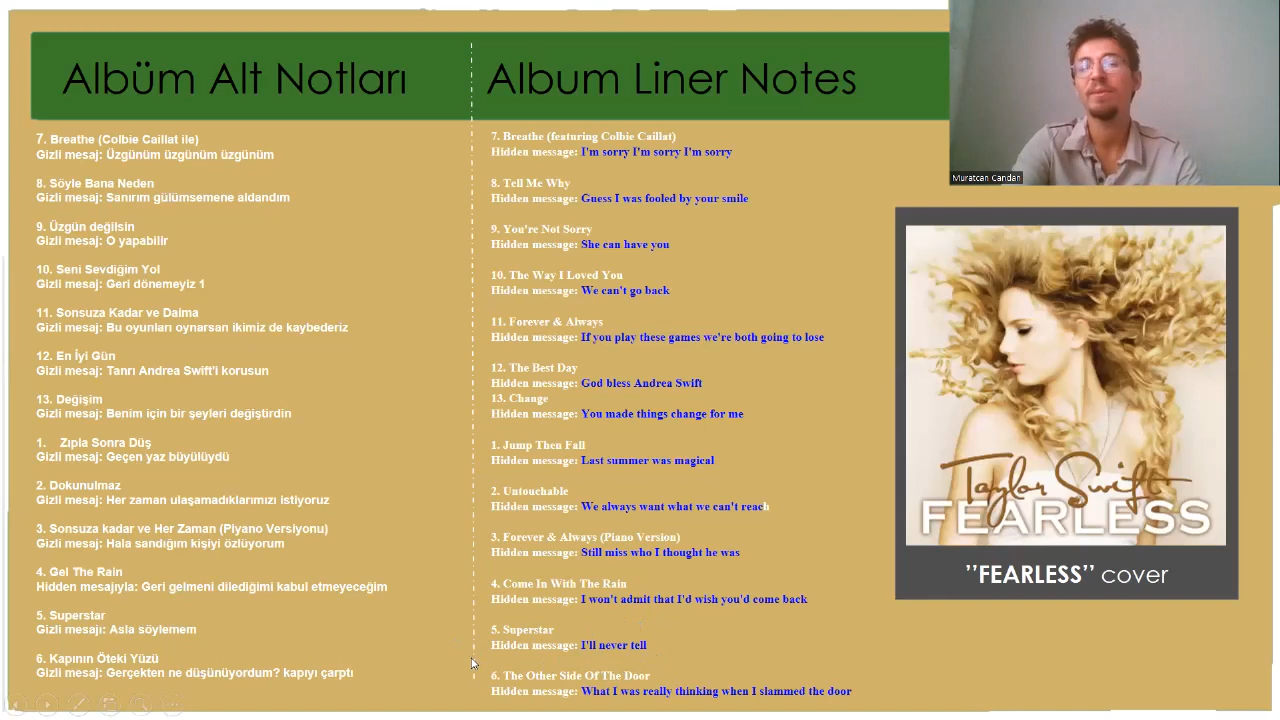 Albüm Alt Notları
7. Breathe (Colbie Caillat ile)
Gizli mesaj: Üzgünüm üzgünüm üzgünüm
8. Söyle Bana Neden
Gizli mesaj: Sanırım gülümsemene aldandım
9. Üzgün değilsin
Gizli mesaj: O yapabilir
10. Seni Sevdiğim Yol
Gizli mesaj: Geri dönemeyiz 1
11. Sonsuza Kadar ve Daima
Gizli mesaj: Bu oyunları oynarsan ikimiz de kaybederiz
12. En İyi Gün
Gizli mesaj: Tanrı Andrea Swift'i korusun
13. Değişim
Gizli mesaj: Benim için bir şeyleri değiştirdin
1. Zıpla Sonra Düş
Gizli mesaj: Geçen yaz büyülüydü
2. Dokunulmaz
Gizli mesaj: Her zaman ulaşamadıklarımızı istiyoruz
3. Sonsuza kadar ve Her Zaman (Piyano Versiyonu)
Gizli mesaj: Hala sandığım kişiyi özlüyorum
4. Gel The Rain
Hidden mesajıyla: Geri gelmeni dilediğimi kabul etmeyeceğim
5. Superstar
Gizli mesajı: Asla söylemem
6. Kapının Öteki Yüzü
Gizli mesaj: Gerçekten ne düşünüyordum? kapıyı çarptı
Album Liner Notes
7. Breathe (featuring Colbie Caillat)
Hidden message: I'm sorry I'm sorry I'm sorry
8. Tell Me Why
Hidden message: Guess I was fooled by your smile
9. You're Not Sorry
Hidden message: She can have you
10. The Way I Loved You
Hidden message: We can't go back
11. Forever & Always
Hidden message: If you play these games we're both going to lose
12. The Best Day
Hidden message: God bless Andrea Swift
13. Change
Hidden message: You made things change for me
1. Jump Then Fall
Hidden message: Last summer was magical
2. Untouchable
Hidden message: We always want what we can't reach
3. Forever & Always (Piano Version)
Hidden message: Still miss who I thought he was
4. Come In With The Rain
Hidden message: I won't admit that I'd wish you'd come back
5. Superstar
Hidden message: I'll never tell
6. The Other Side Of The Door
Hidden message: What I was really thinking when I slammed the door
Muratcan Candan
Taylor Swift
FEARLESS
’’FEARLESS’’ cover